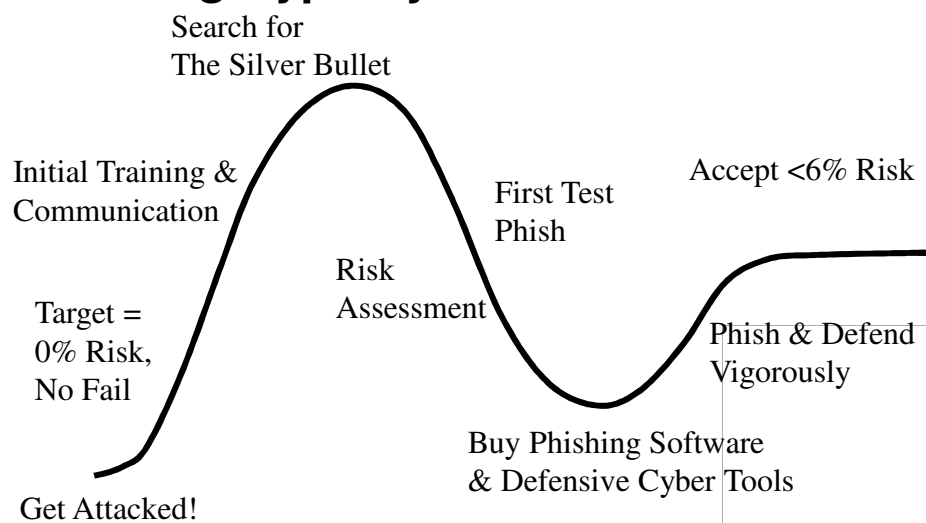 Search for
The Silver Bullet
Initial Training &
Communication
First Test
Phish
Accept <6% Risk
Risk
Assessment
Target =
0% Risk,
No Fail
Phish & Defend
Vigorously
Buy Phishing Software
& Defensive Cyber Tools
Get Attacked!